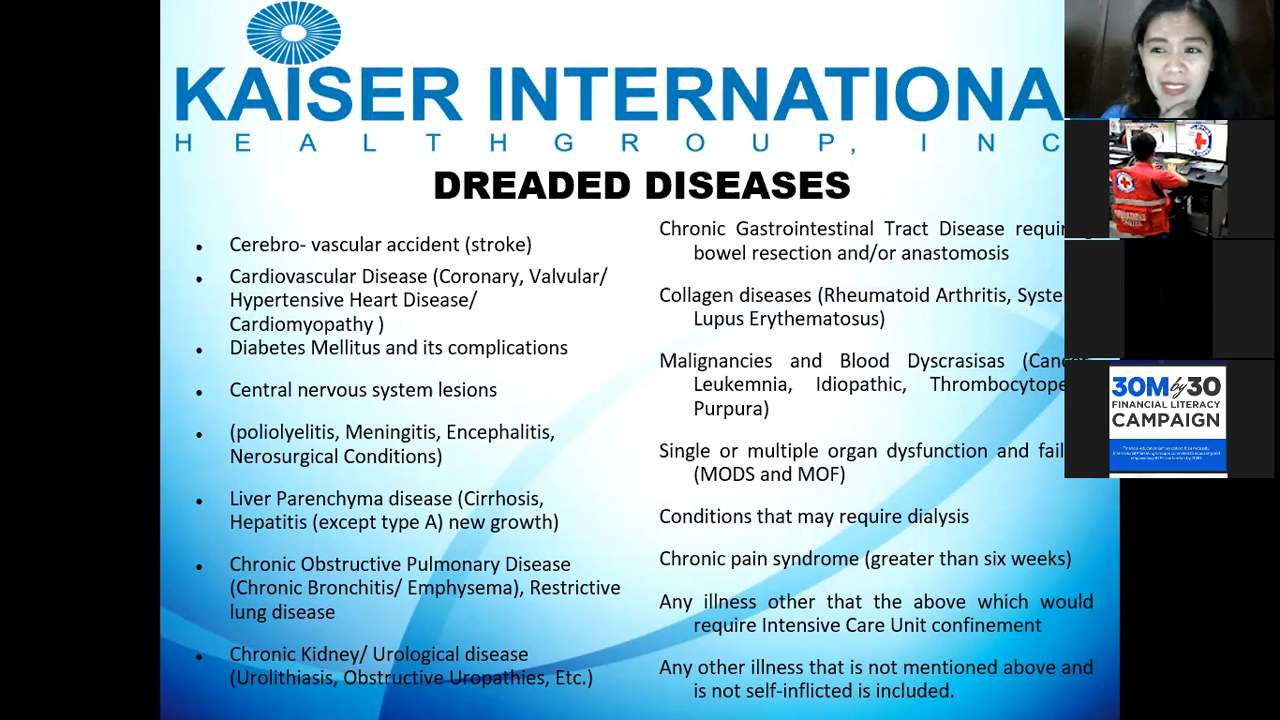 KAISER INTERNATIONA
HEALTHGROUP, INC
DREADED DISEASES
• Cerebro- vascular accident (stroke)
• Cardiovascular Disease (Coronary, Valvular/
Hypertensive Heart Disease/
Cardiomyopathy )
• Diabetes Mellitus and its complications
• Central nervous system lesions
• (poliolyelitis, Meningitis, Encephalitis,
Nerosurgical Conditions)
• Liver Parenchyma disease (Cirrhosis,
Hepatitis (except type A) new growth)
• Chronic Obstructive Pulmonary Disease
(Chronic Bronchitis/ Emphysema), Restrictive
lung disease
• Chronic Kidney/ Urological disease
(Urolithiasis, Obstructive Uropathies, Etc.)
Chronic Gastrointestinal Tract Disease requir
bowel resection and/or anastomosis
Collagen diseases (Rheumatoid Arthritis, Syste
Lupus Erythematosus)
Malignancies and Blood Dyscrasisas (Cancer,
Leukemnia, Idiopathic, Thrombocytope
Purpura)
Single or multiple organ dysfunction and fail
(MODS and MOF)
Conditions that may require dialysis
Chronic pain syndrome (greater than six weeks)
Any illness other that the above which would
require Intensive Care Unit confinement
Any other illness that is not mentioned above and
is not self-inflicted is included.
OPERATIONS
30M by 30
FINANCIAL LITERACY
CAMPAIGN